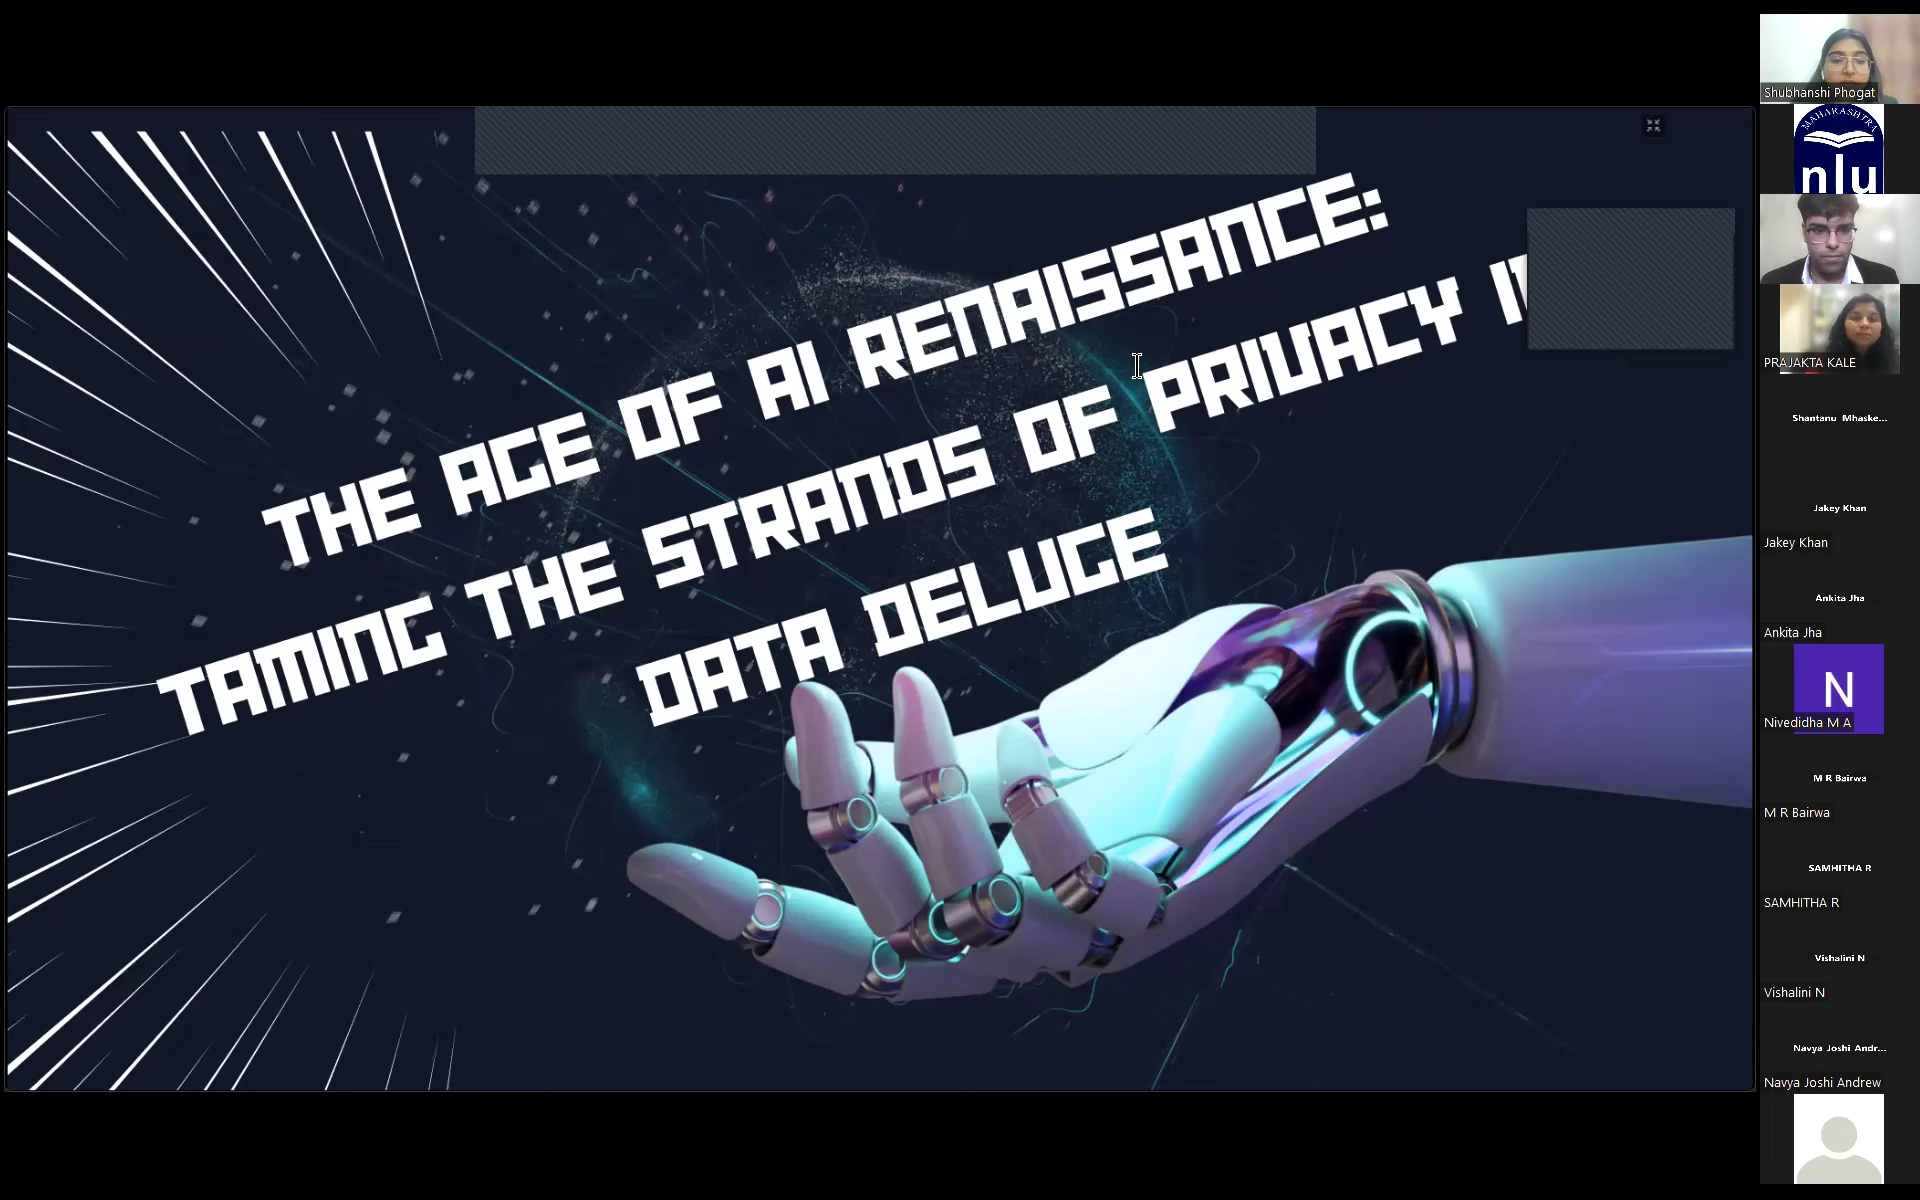 THE AGE OF AI RENAISSANCE:
TAMING THE STRANDS OF PRIVACY
DATA DELUGE
Shubhanshi Phogat
MAHARASHTRA
nlu
PRAJAKTA KALE
Shantanu Mhaske...
Jakey Khan
Jakey Khan
Ankita Jha
Ankita Jha
N
Nivedidha M A
M R Bairwa
M R Bairwa
SAMHITHA R
SAMHITHA R
Vishalini N
Vishalini N
Navya Joshi Andr...
Navya Joshi Andrew